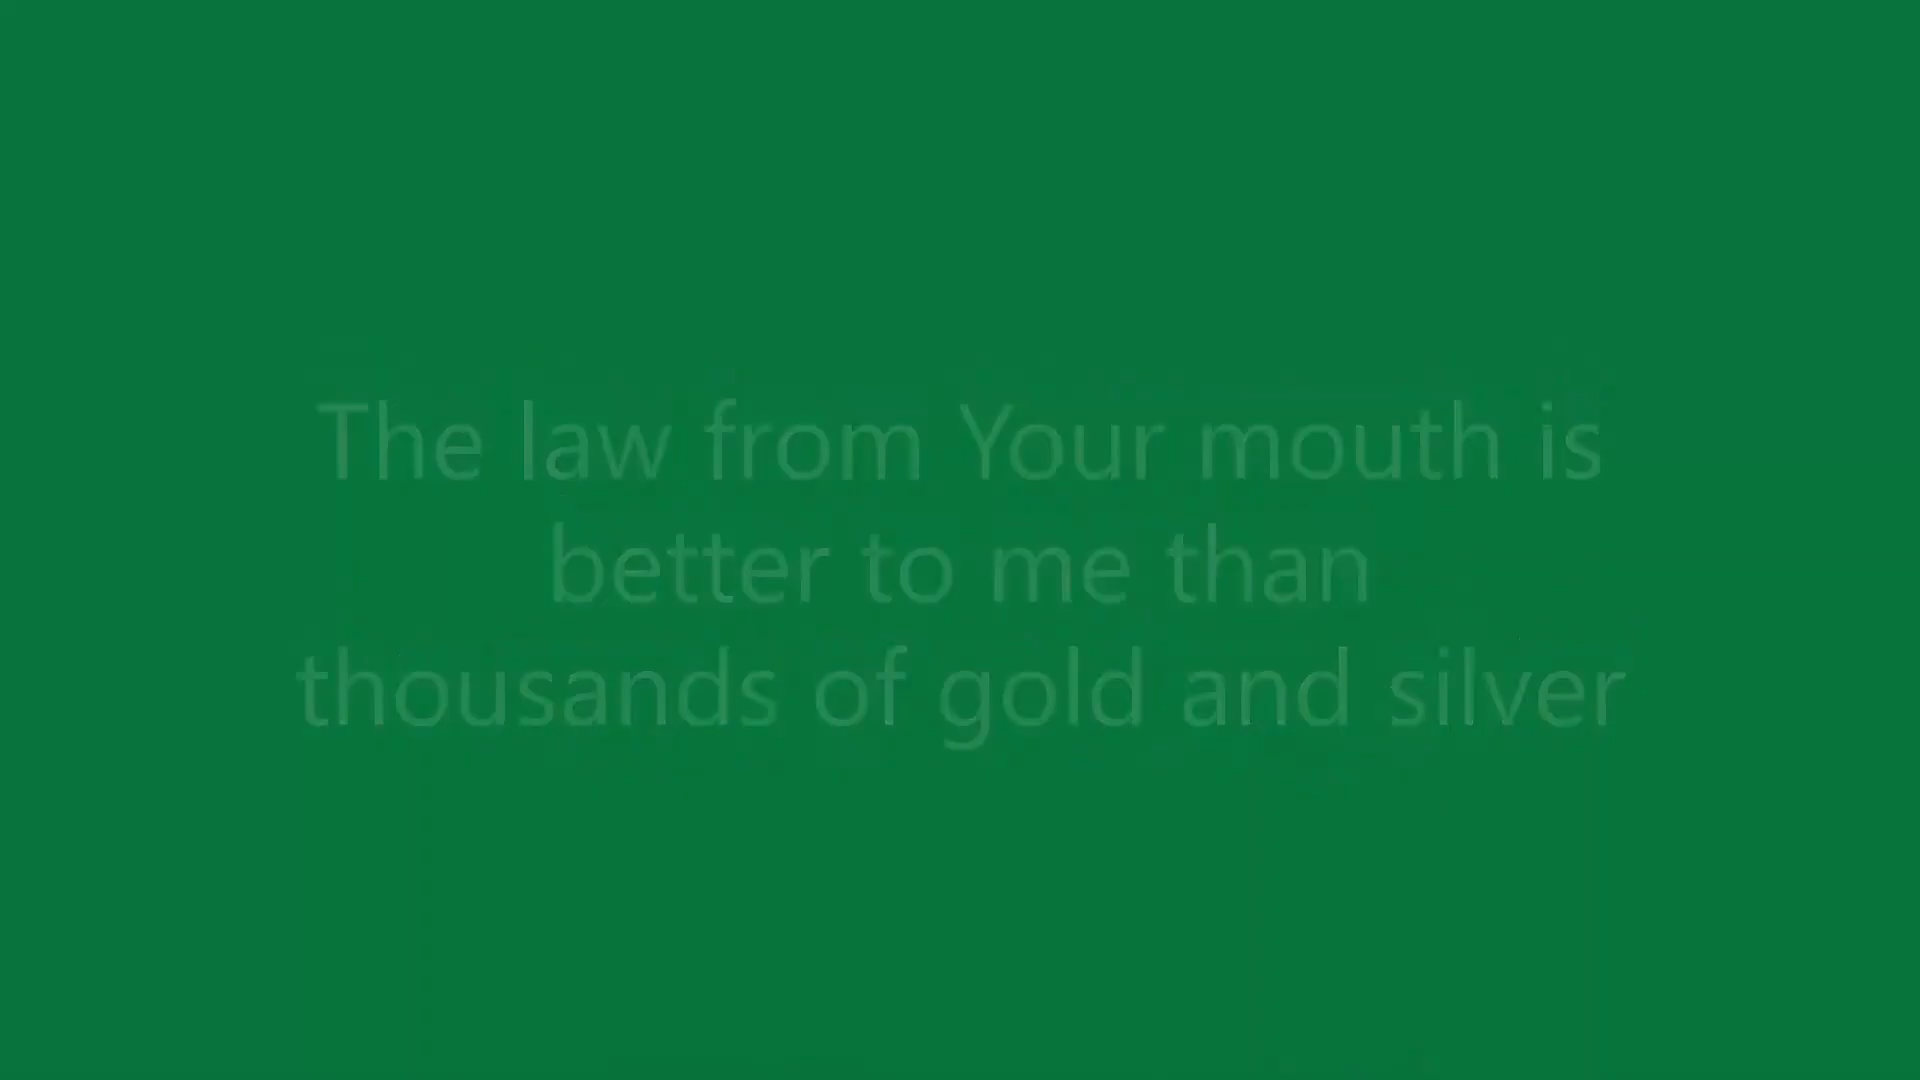 The law from Your mouth is
better to me than
thousands of gold and silver